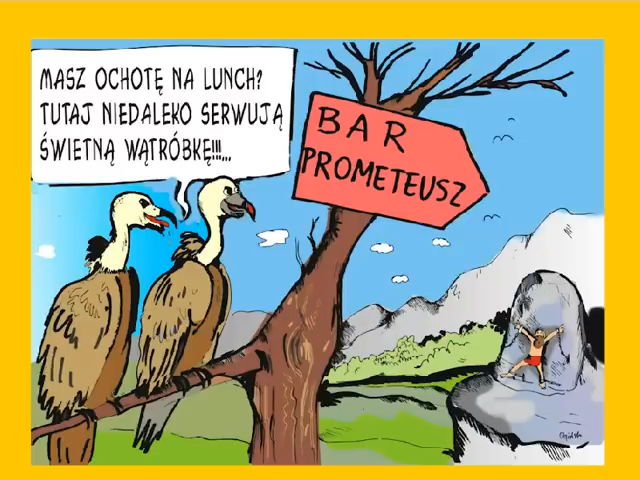 MASZ OCHOTĘ NA LUNCH?
TUTAJ NIEDALEKO SERWUJĄ
ŚWIETNĄ WĄTRÓBKĘ!!!...
BAR
PROMETEUSZ